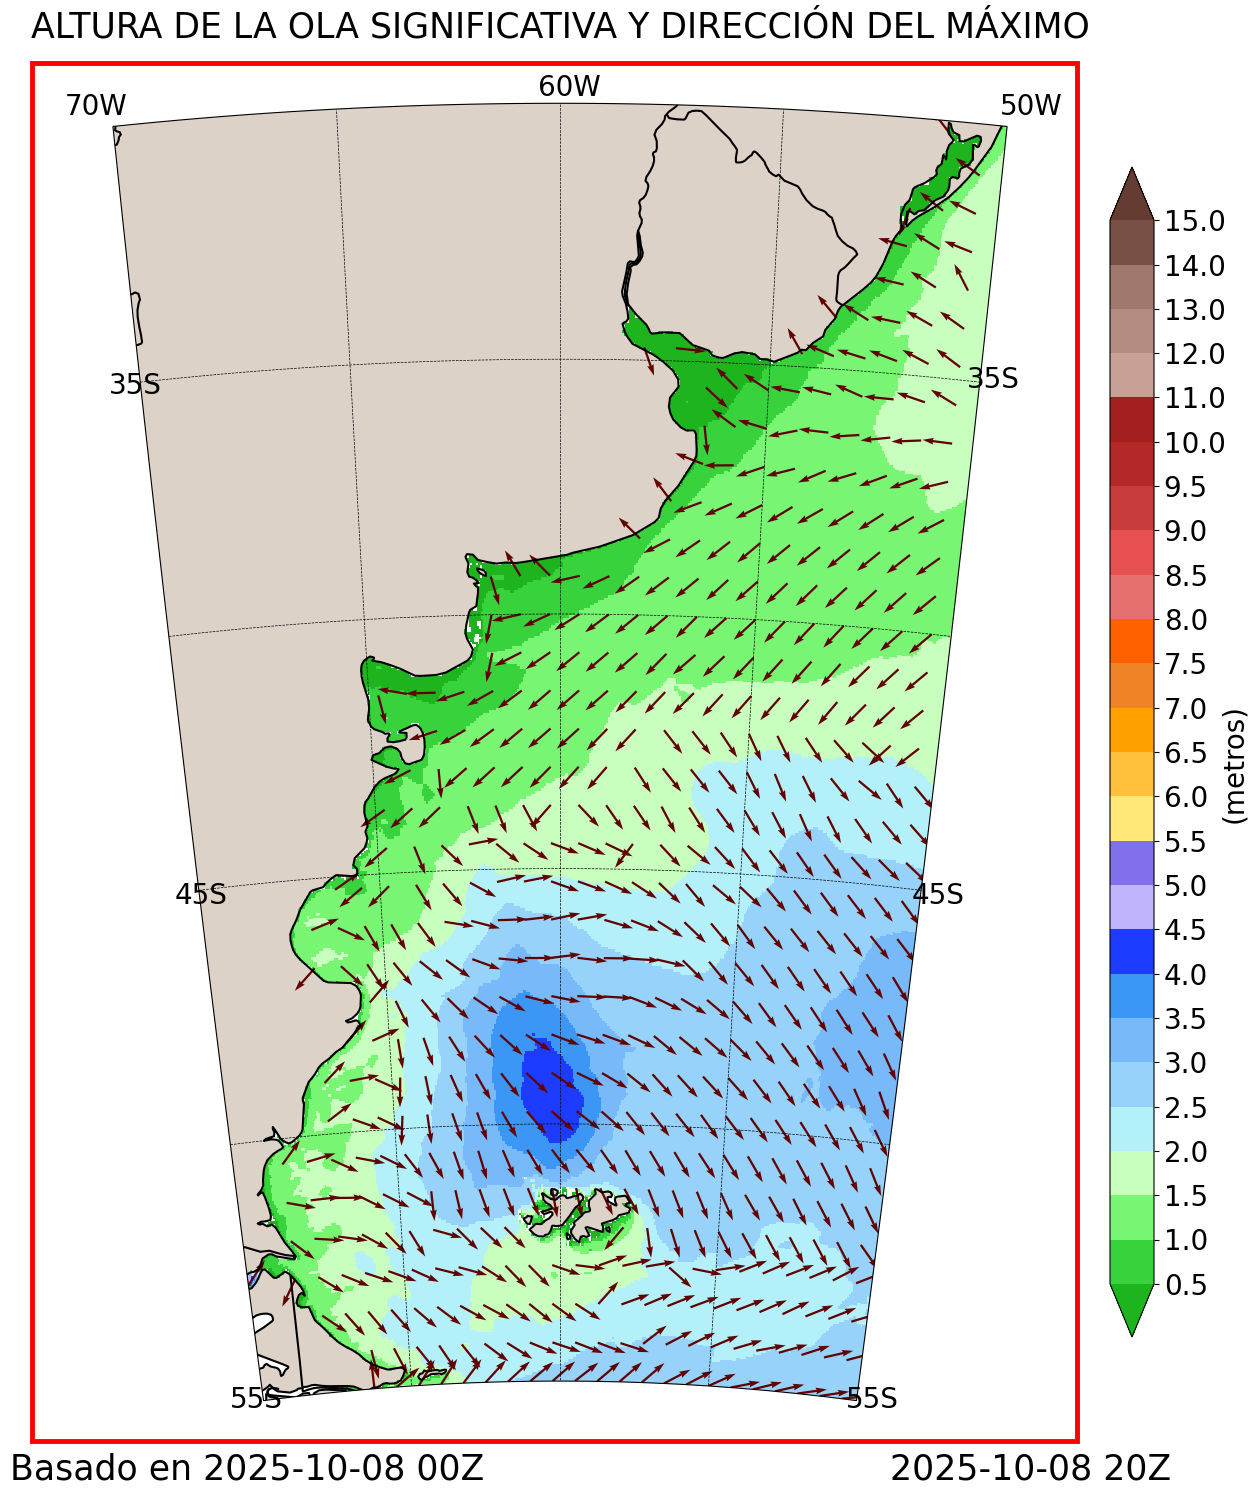 ALTURA DE LA OLA SIGNIFICATIVA Y DIRECCIÓN DEL MÁXIMO
70W
60W
50W
35S
35S
45S
45S
55S
55S
15.0
14.0
13.0
12.0
11.0
10.0
9.5
9.0
8.5
8.0
7.5
7.0
6.5
6.0
5.5
5.0
4.5
4.0
3.5
3.0
2.5
2.0
1.5
1.0
0.5
(metros)
Basado en 2025-10-08 00Z
2025-10-08 20Z